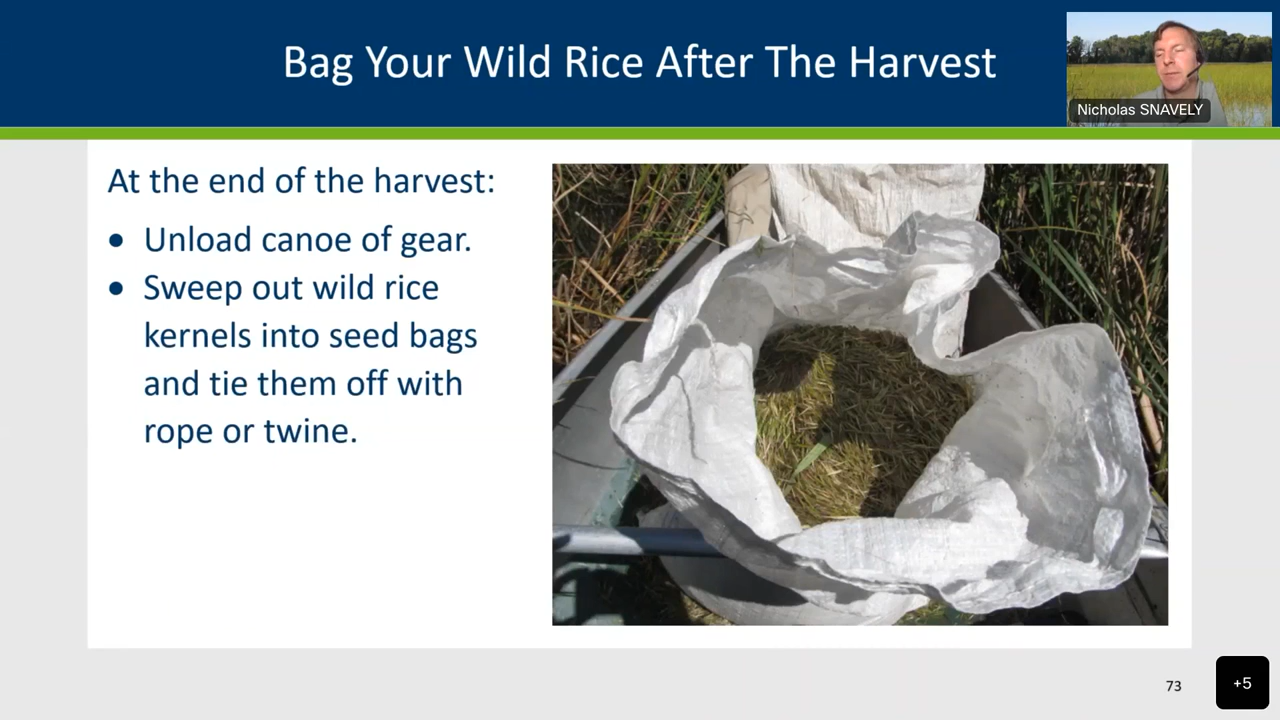 Bag Your Wild Rice After The Harvest
Nicholas SNAVELY
At the end of the harvest:
• Unload canoe of gear.
• Sweep out wild rice
kernels into seed bags
and tie them off with
rope or twine.
73
+5